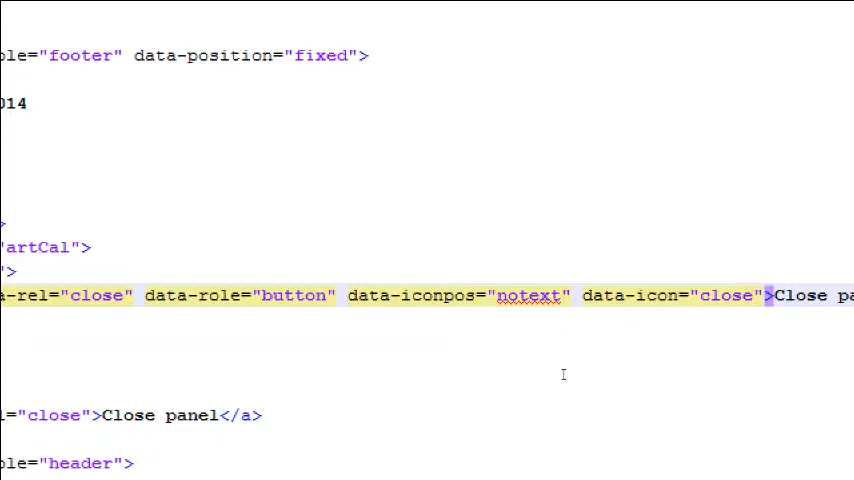 ole="footer" data-position="fixed">
014
>
"artCal">
">
a-rel="close" data-role="button" data-iconpos="notext" data-icon="close">Close pa
l="close">Close panel</a>
ole="header">